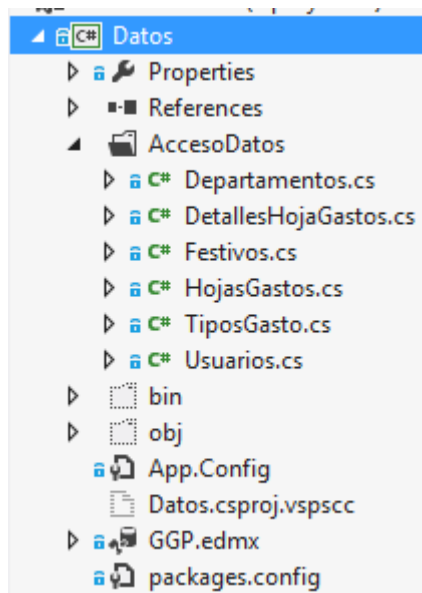 C# Datos
Properties
References
AccesoDatos
C# Departamentos.cs
C# DetallesHojaGastos.cs
C# Festivos.cs
C# HojasGastos.cs
C# TiposGasto.cs
C# Usuarios.cs
bin
obj
App.Config
Datos.csproj.vspscc
GGP.edmx
packages.config